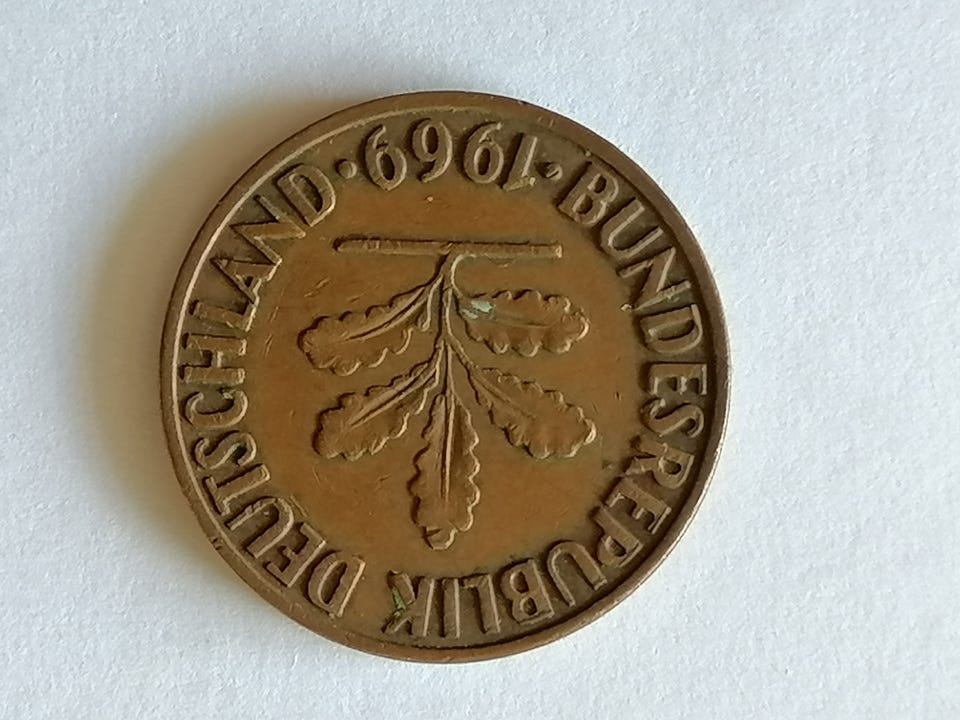 BUNDESREPUBLIK DEUTSCHLAND
· 1969 ·